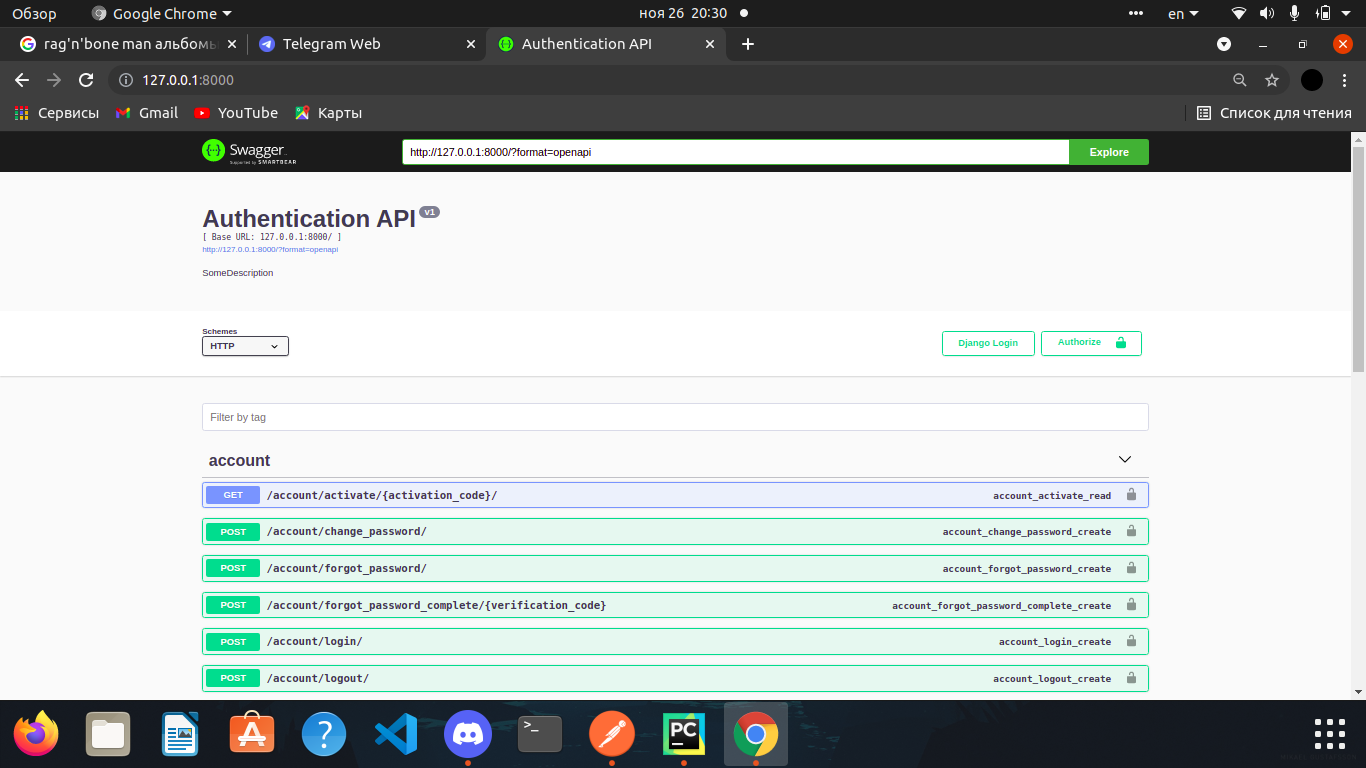 Обзор Google Chrome ноя 26 20:30 en
rag'n'bone man альбомы Telegram Web Authentication API
127.0.0.1:8000
Сервисы Gmail YouTube Карты Список для чтения
Swagger Supported by SMARTBEAR http://127.0.0.1:8000/?format=openapi Explore
Authentication API v1
[ Base URL: 127.0.0.1:8000/ ]
http://127.0.0.1:8000/?format=openapi
SomeDescription
Schemes
HTTP Django Login Authorize
Filter by tag
account
GET /account/activate/{activation_code}/ account_activate_read
POST /account/change_password/ account_change_password_create
POST /account/forgot_password/ account_forgot_password_create
POST /account/forgot_password_complete/{verification_code} account_forgot_password_complete_create
POST /account/login/ account_login_create
POST /account/logout/ account_logout_create
PC